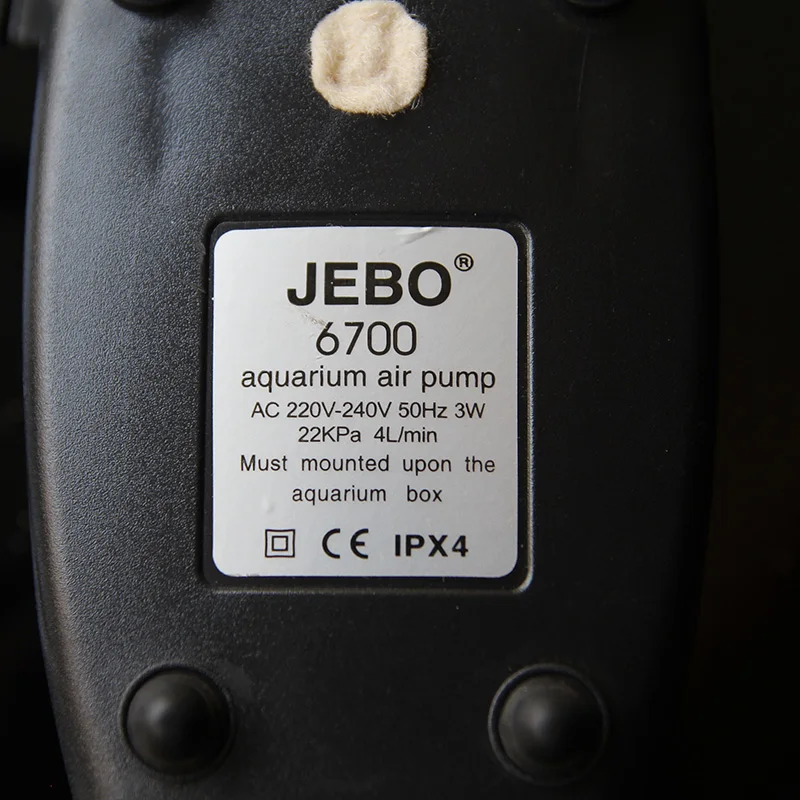 JEBO®
6700
aquarium air pump
AC 220V-240V 50Hz 3W
22KPa 4L/min
Must mounted upon the
aquarium box
CE IPX4